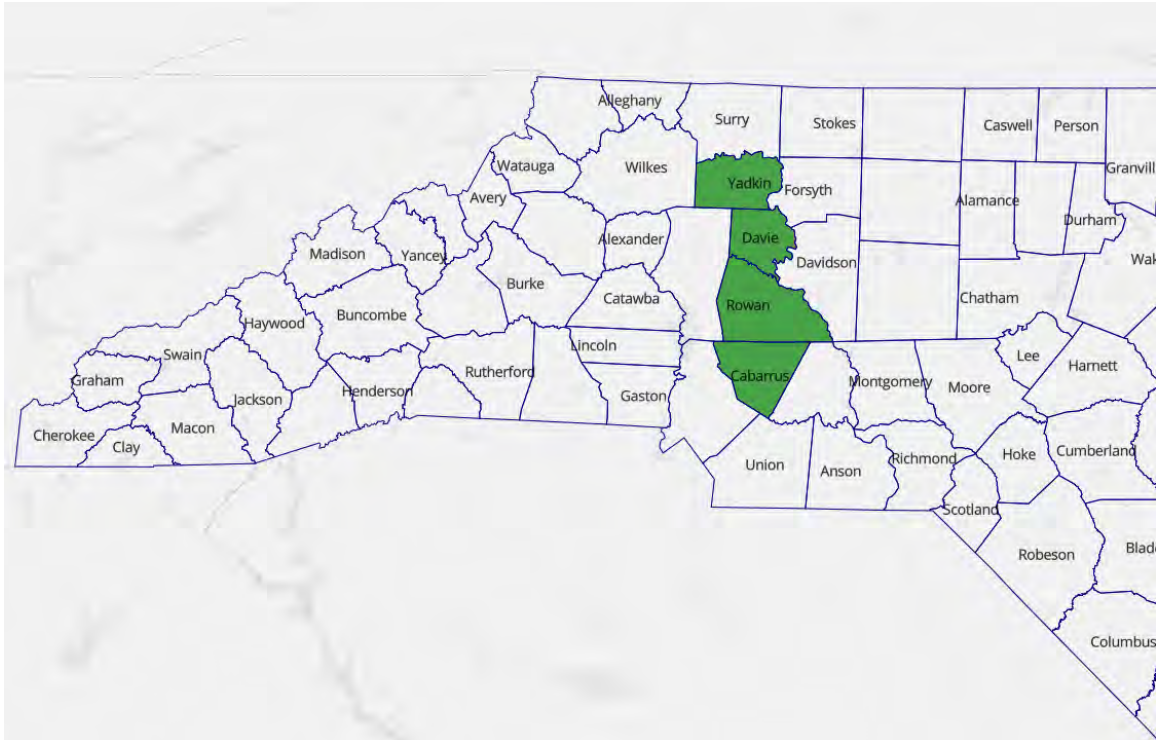 Alleghany
Surry
Stokes
Caswell
Person
Granvill
Watauga
Wilkes
Yadkin
Forsyth
Avery
Alamance
Durham
Madison
Yancey
Alexander
Davie
Davidson
Wak
Burke
Catawba
Chatham
Haywood
Buncombe
Rowan
Swain
Lincoln
Lee
Harnett
Graham
Jackson
Henderson
Rutherford
Gaston
Cabarrus
Montgomery
Moore
Cherokee
Clay
Macon
Union
Anson
Richmond
Hoke
Cumberland
Scotland
Robeson
Blade
Columbus